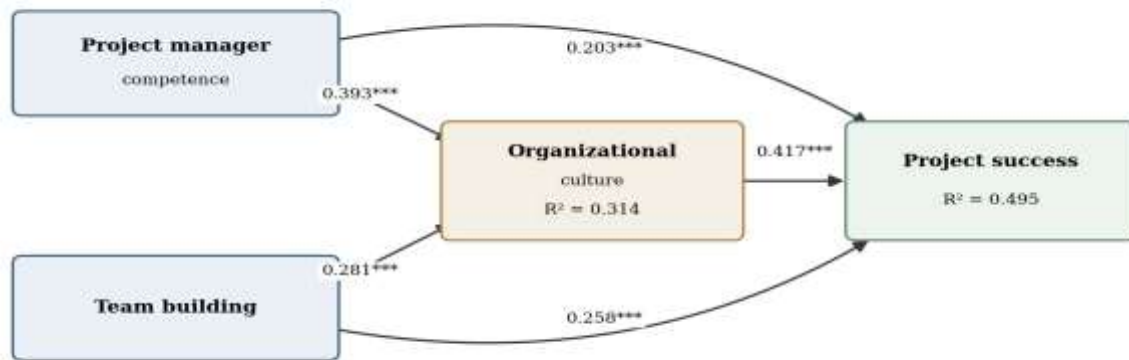 Project manager
competence
0.203***
0.393***
Organizational
culture
R² = 0.314
0.417***
Project success
R² = 0.495
0.281***
Team building
0.258***